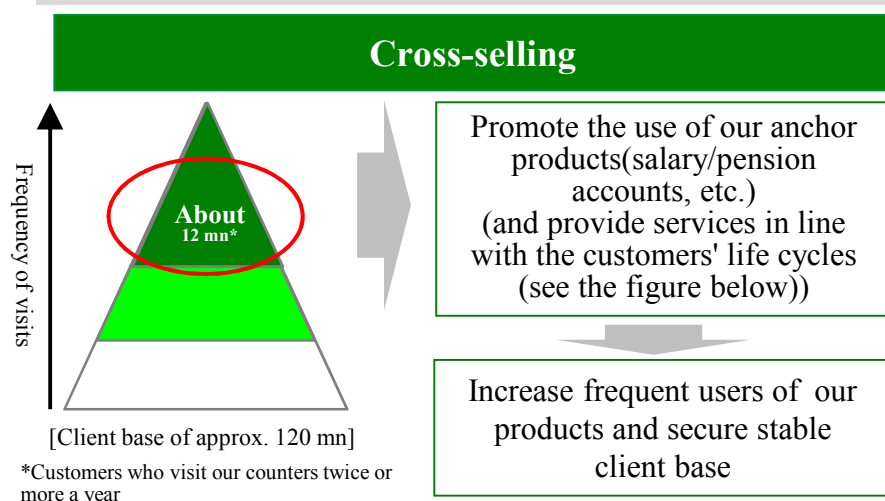 Cross-selling
Frequency of visits
About
12 mn*
[Client base of approx. 120 mn]
*Customers who visit our counters twice or
more a year
Promote the use of our anchor
products(salary/pension
accounts, etc.)
(and provide services in line
with the customers' life cycles
(see the figure below))
Increase frequent users of our
products and secure stable
client base